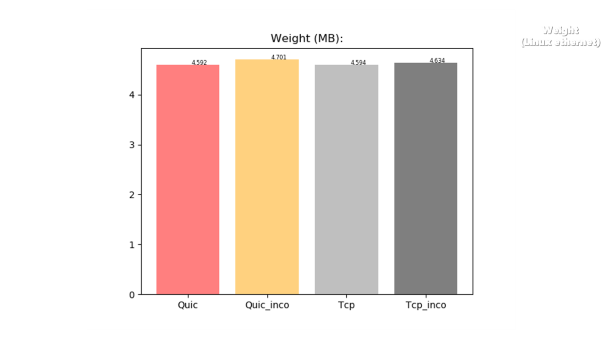 Weight
(Linux ethernet)
Weight (MB):
4.592
4.701
4.594
4.634
4
3
2
1
0
Quic
Quic_inco
Tcp
Tcp_inco